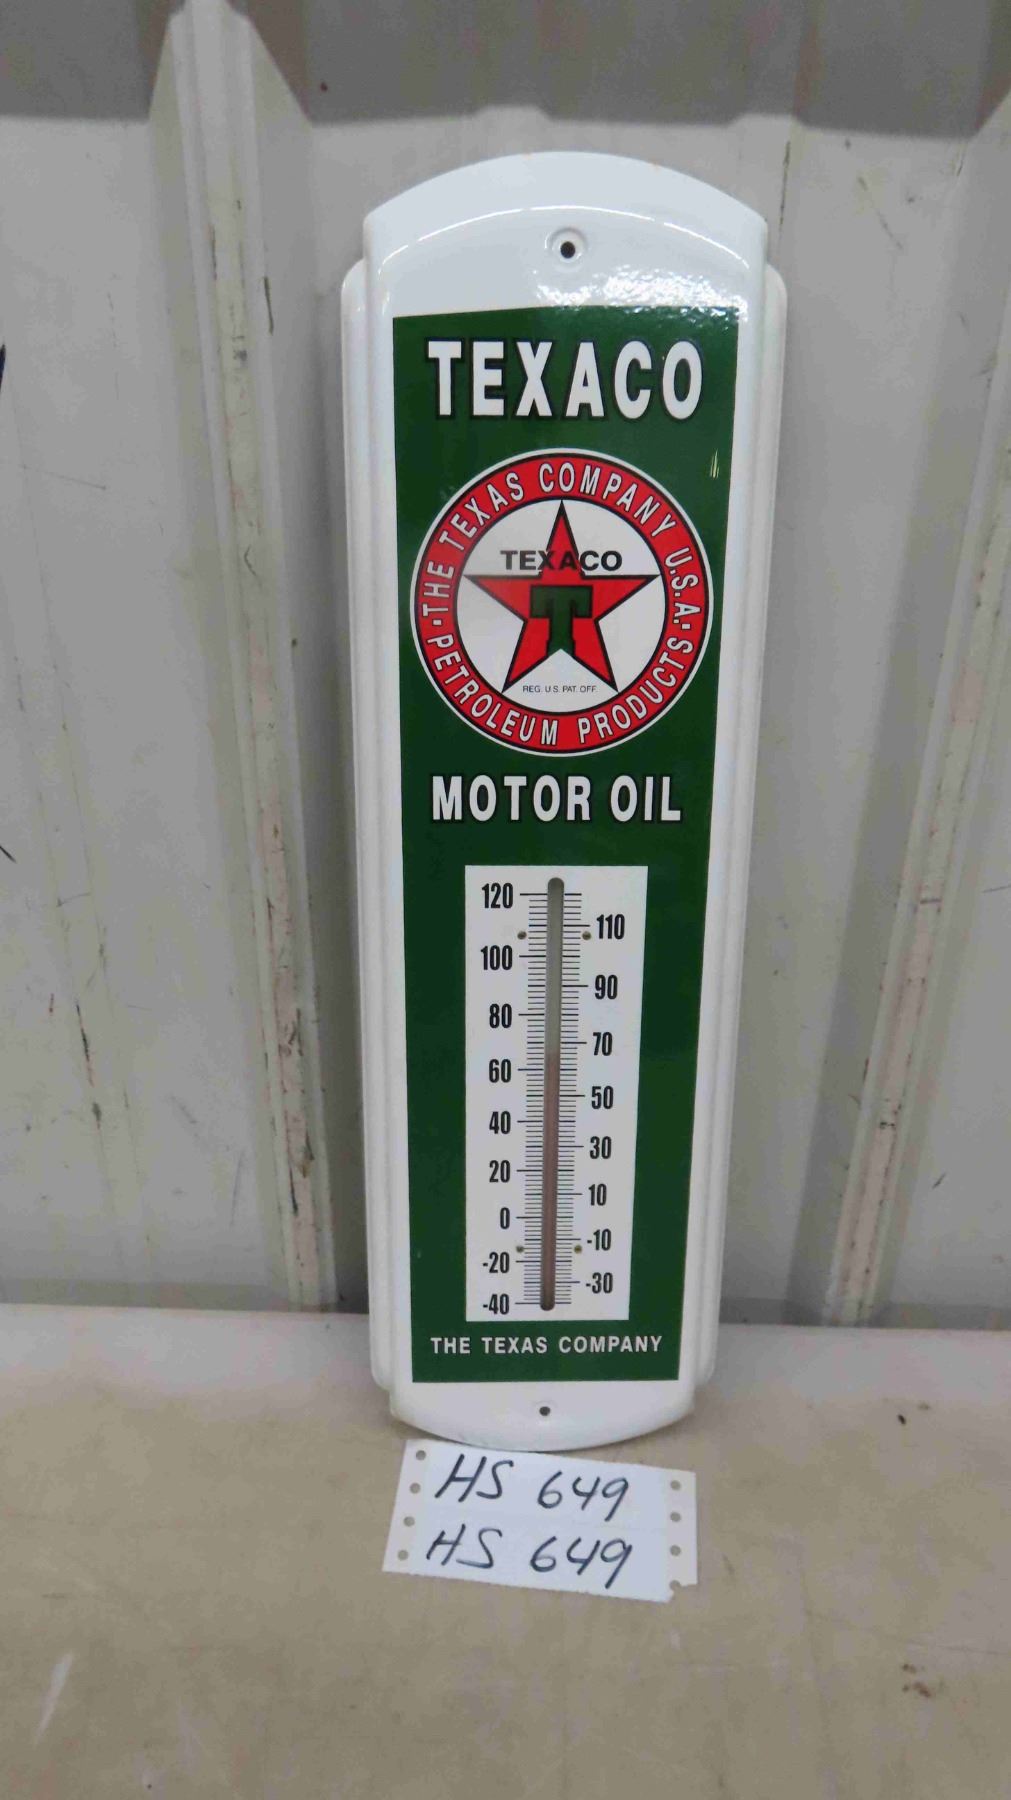 TEXACO
THE TEXAS COMPANY U.S.A.
TEXACO
T
REG. U.S. PAT. OFF.
PETROLEUM PRODUCTS
MOTOR OIL
120
110
100
90
80
70
60
50
40
30
20
10
0
-10
-20
-30
-40
THE TEXAS COMPANY
HS 649
HS 649